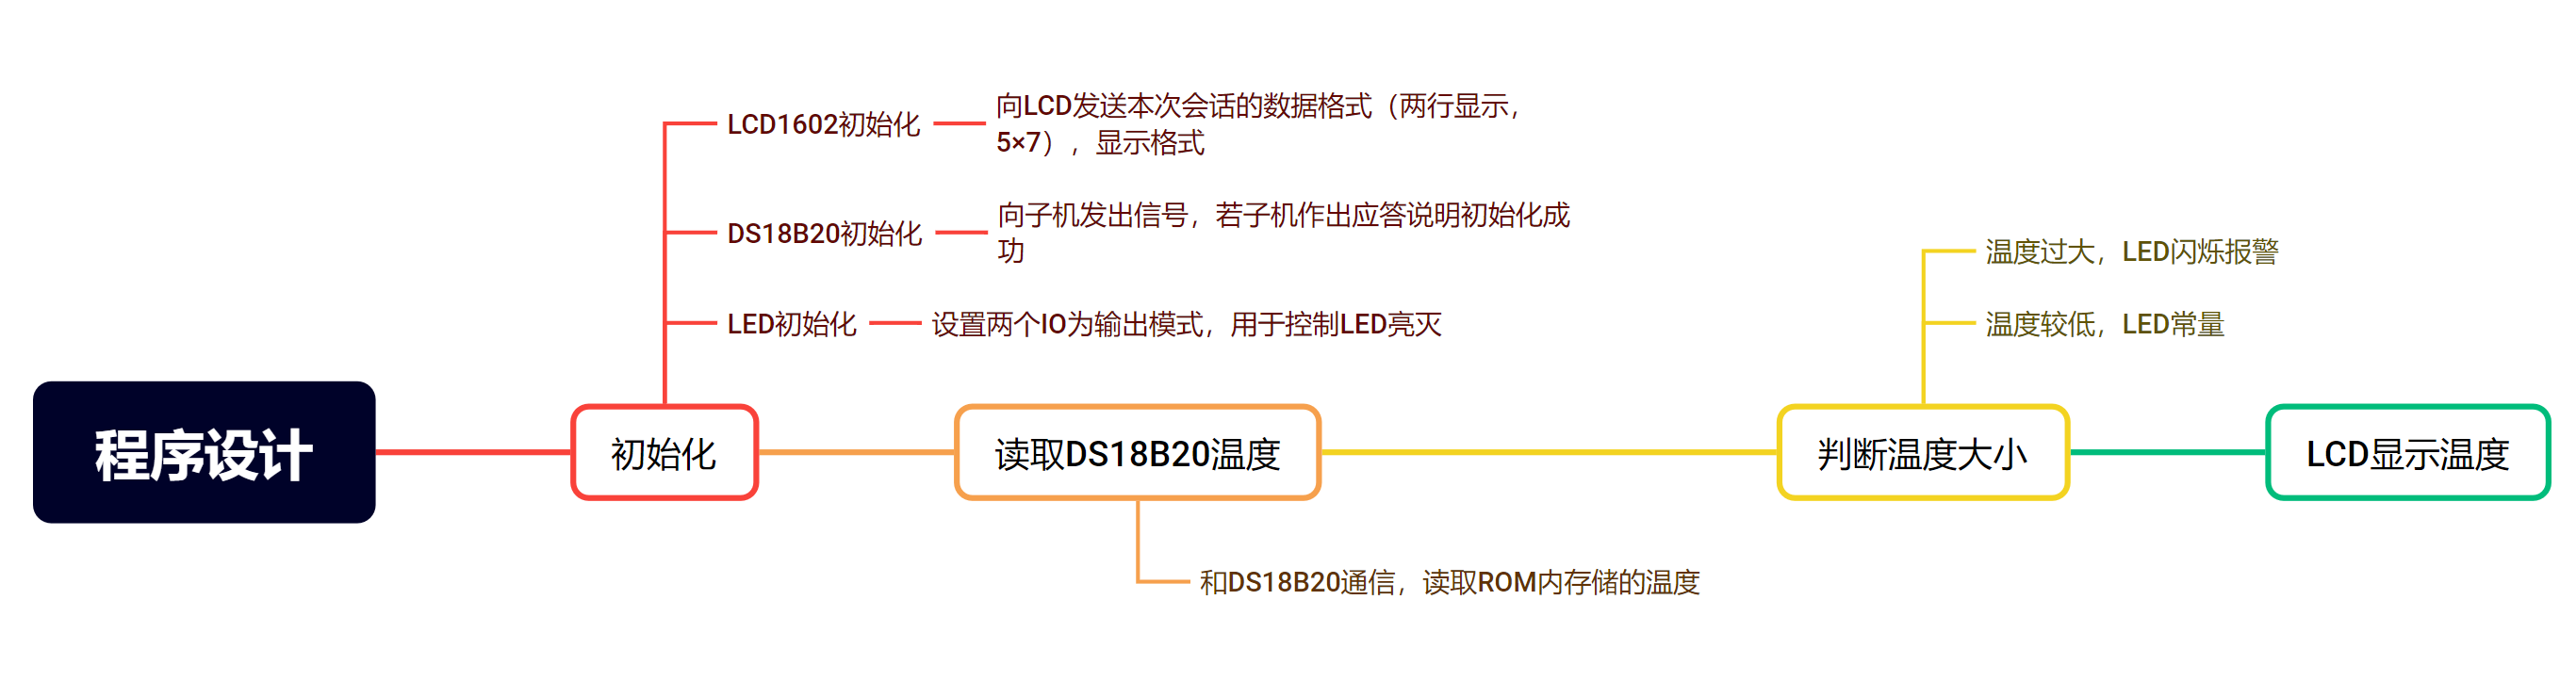 LCD1602初始化
向LCD发送本次会话的数据格式（两行显示，
5×7），显示格式
DS18B20初始化
向子机发出信号，若子机作出应答说明初始化成
功
LED初始化
设置两个IO为输出模式，用于控制LED亮灭
温度过大，LED闪烁报警
温度较低，LED常量
程序设计
初始化
读取DS18B20温度
判断温度大小
LCD显示温度
和DS18B20通信，读取ROM内存储的温度